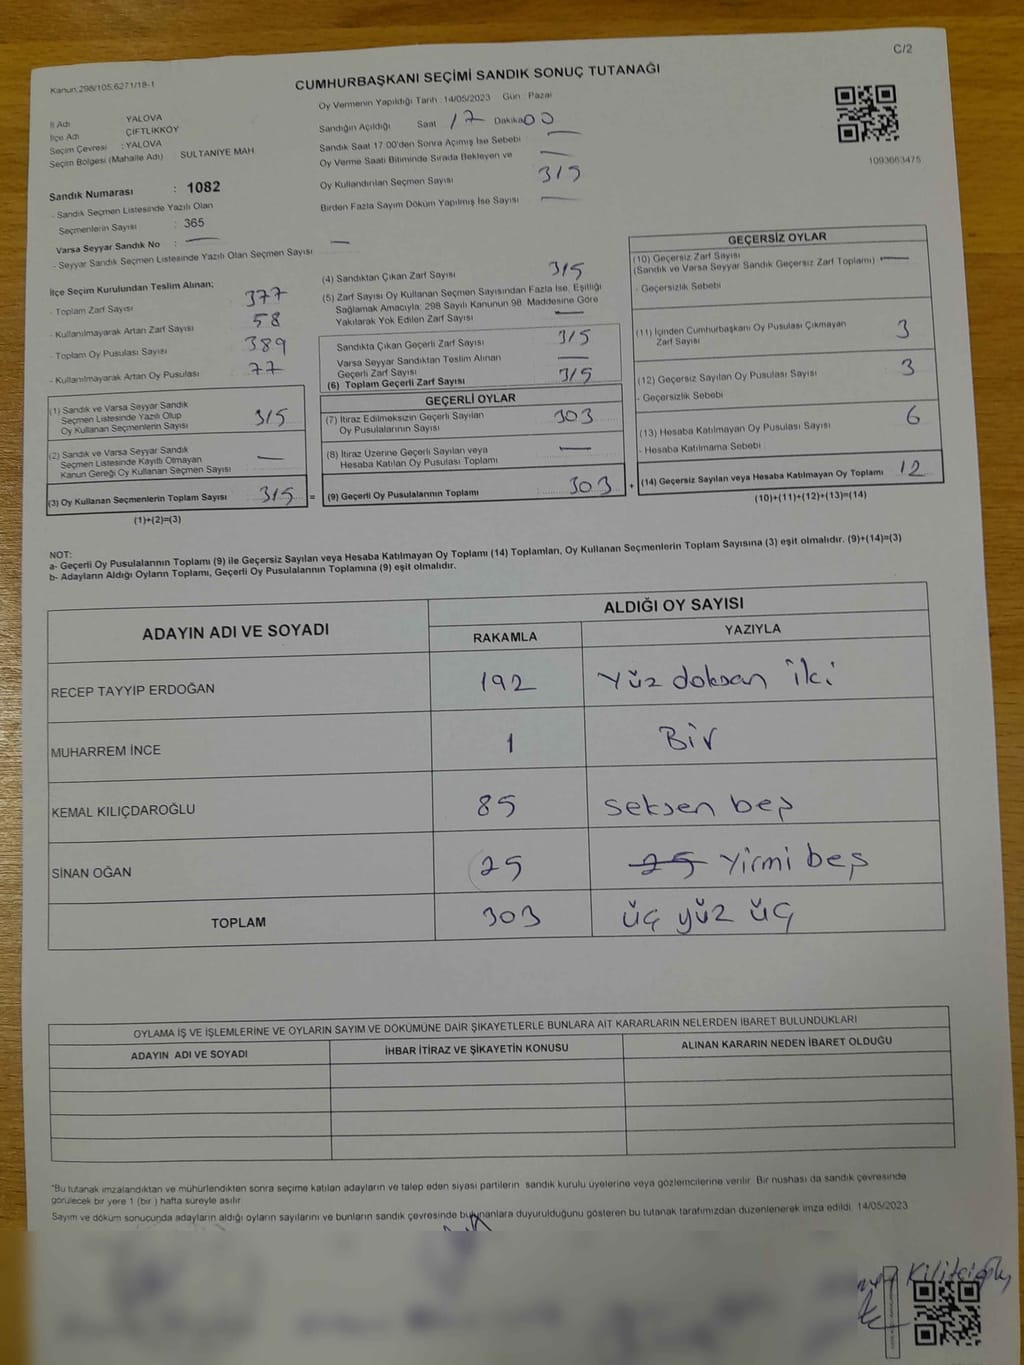 C/2
Kanun:298/105,6271/18-1
CUMHURBAŞKANI SEÇİMİ SANDIK SONUÇ TUTANAĞI
Oy Vermenin Yapıldığı Tarih : 14/05/2023 Gün : Pazar
İl Adı YALOVA
İlçe Adı ÇİFTLİKKÖY
Seçim Çevresi : YALOVA
Seçim Bölgesi (Mahalle Adı) SULTANİYE MAH
Sandığın Açıldığı Saat 17 Dakika 00
Sandık Saat 17:00'den Sonra Açımış İse Sebebi —
Oy Verme Saati Bitiminde Sırada Bekleyen ve —
Oy Kullandırılan Seçmen Sayısı 315
Birden Fazla Sayım Döküm Yapılmış İse Sayısı —
1093663475
Sandık Numarası : 1082
- Sandık Seçmen Listesinde Yazılı Olan
Seçmenlerin Sayısı : 365
Varsa Seyyar Sandık No : —
- Seyyar Sandık Seçmen Listesinde Yazılı Olan Seçmen Sayısı —
İlçe Seçim Kurulundan Teslim Alınan;
- Toplam Zarf Sayısı 377
- Kullanılmayarak Artan Zarf Sayısı 58
- Toplam Oy Pusulası Sayısı 389
- Kullanılmayarak Artan Oy Pusulası 77
(1) Sandık ve Varsa Seyyar Sandık
Seçmen Listesinde Yazılı Olup
Oy Kullanan Seçmenlerin Sayısı 315
(2) Sandık ve Varsa Seyyar Sandık
Seçmen Listesinde Kayıtlı Olmayan
Kanun Gereği Oy Kullanan Seçmen Sayısı —
(3) Oy Kullanan Seçmenlerin Toplam Sayısı 315 =
(1)+(2)=(3)
(4) Sandıktan Çıkan Zarf Sayısı 315
(5) Zarf Sayısı Oy Kullanan Seçmen Sayısından Fazla İse, Eşitliği
Sağlamak Amacıyla; 298 Sayılı Kanunun 98. Maddesine Göre
Yakılarak Yok Edilen Zarf Sayısı —
Sandıkta Çıkan Geçerli Zarf Sayısı 315
Varsa Seyyar Sandıktan Teslim Alınan
Geçerli Zarf Sayısı —
(6) Toplam Geçerli Zarf Sayısı 315
GEÇERLİ OYLAR
(7) İtiraz Edilmeksizin Geçerli Sayılan
Oy Pusulalarının Sayısı 303
(8) İtiraz Üzerine Geçerli Sayılan veya
Hesaba Katılan Oy Pusulası Toplamı —
(9) Geçerli Oy Pusulalarının Toplamı 303 +
GEÇERSİZ OYLAR
(10) Geçersiz Zarf Sayısı
(Sandık ve Varsa Seyyar Sandık Geçersiz Zarf Toplamı) —
- Geçersizlik Sebebi
(11) İçinden Cumhurbaşkanı Oy Pusulası Çıkmayan
Zarf Sayısı 3
(12) Geçersiz Sayılan Oy Pusulası Sayısı 3
- Geçersizlik Sebebi
(13) Hesaba Katılmayan Oy Pusulası Sayısı 6
- Hesaba Katılmama Sebebi
(14) Geçersiz Sayılan veya Hesaba Katılmayan Oy Toplamı 12
(10)+(11)+(12)+(13)=(14)
NOT:
a- Geçerli Oy Pusulalarının Toplamı (9) ile Geçersiz Sayılan veya Hesaba Katılmayan Oy Toplamı (14) Toplamları, Oy Kullanan Seçmenlerin Toplam Sayısına (3) eşit olmalıdır. (9)+(14)=(3)
b- Adayların Aldığı Oyların Toplamı, Geçerli Oy Pusulalarının Toplamına (9) eşit olmalıdır.
ADAYIN ADI VE SOYADI ALDIĞI OY SAYISI
RAKAMLA YAZIYLA
RECEP TAYYİP ERDOĞAN 192 Yüz doksan iki
MUHARREM İNCE 1 Bir
KEMAL KILIÇDAROĞLU 85 seksen beş
SİNAN OĞAN 25 25 Yirmi beş
TOPLAM 303 üç yüz üç
OYLAMA İŞ VE İŞLEMLERİNE VE OYLARIN SAYIM VE DÖKÜMÜNE DAİR ŞİKAYETLERLE BUNLARA AİT KARARLARIN NELERDEN İBARET BULUNDUKLARI
ADAYIN ADI VE SOYADI İHBAR İTİRAZ VE ŞİKAYETİN KONUSU ALINAN KARARIN NEDEN İBARET OLDUĞU
*Bu tutanak imzalandıktan ve mühürlendikten sonra seçime katılan adayların ve talep eden siyasi partilerin sandık kurulu üyelerine veya gözlemcilerine verilir. Bir nüshası da sandık çevresinde
görülecek bir yere 1 (bir ) hafta süreyle asılır
Sayım ve döküm sonucunda adayların aldığı oyların sayılarını ve bunların sandık çevresinde bulunanlara duyurulduğunu gösteren bu tutanak tarafımızdan düzenlenerek imza edildi. 14/05/2023